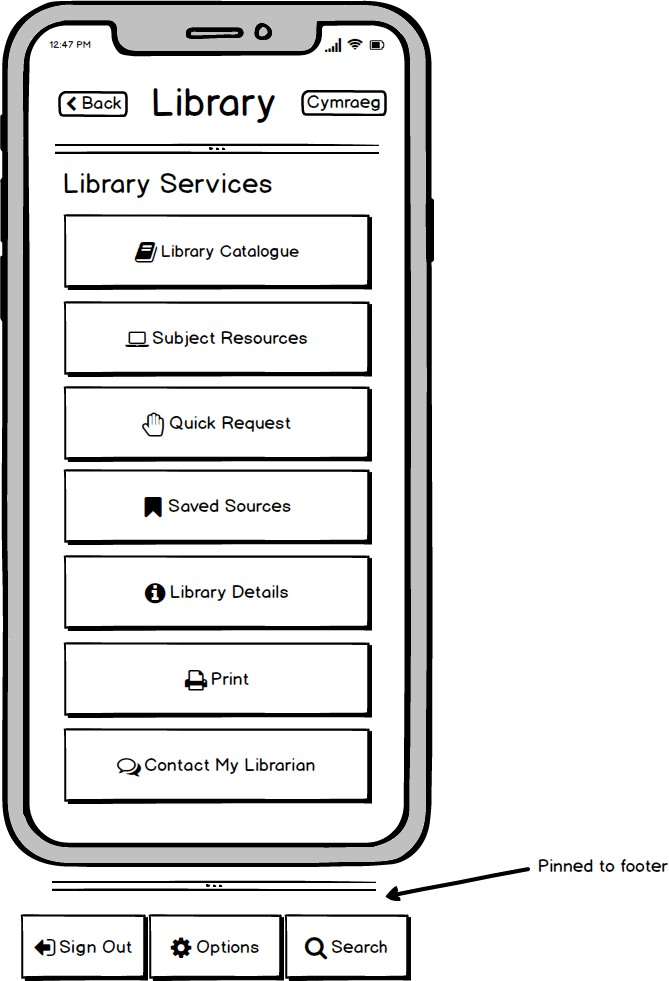 12:47 PM
Back Library Cymraeg
Library Services
Library Catalogue
Subject Resources
Quick Request
Saved Sources
Library Details
Print
Contact My Librarian
Pinned to footer
Sign Out Options Search